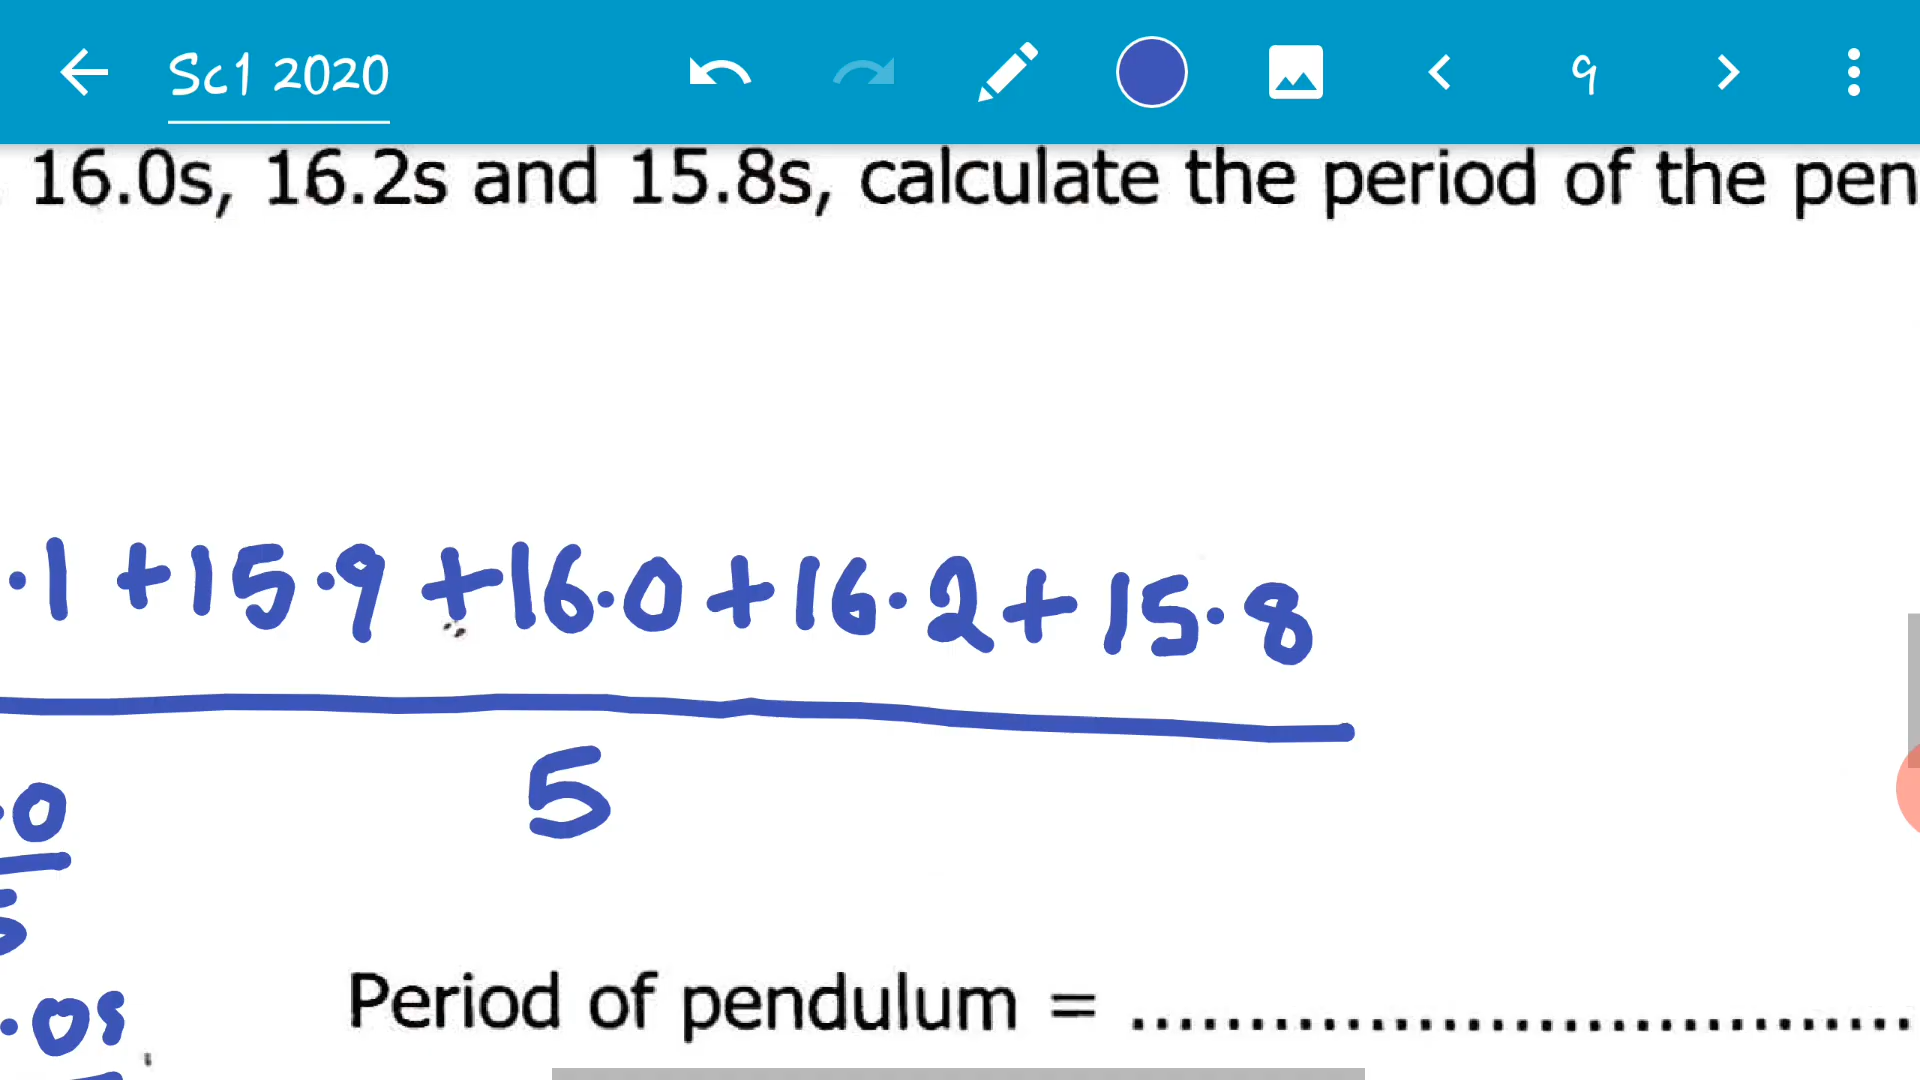 Sc1 2020 9
16.0s, 16.2s and 15.8s, calculate the period of the pen
.1 +15.9 +16.0+16.2+15.8
5
.0
5
.0s
Period of pendulum = ................................